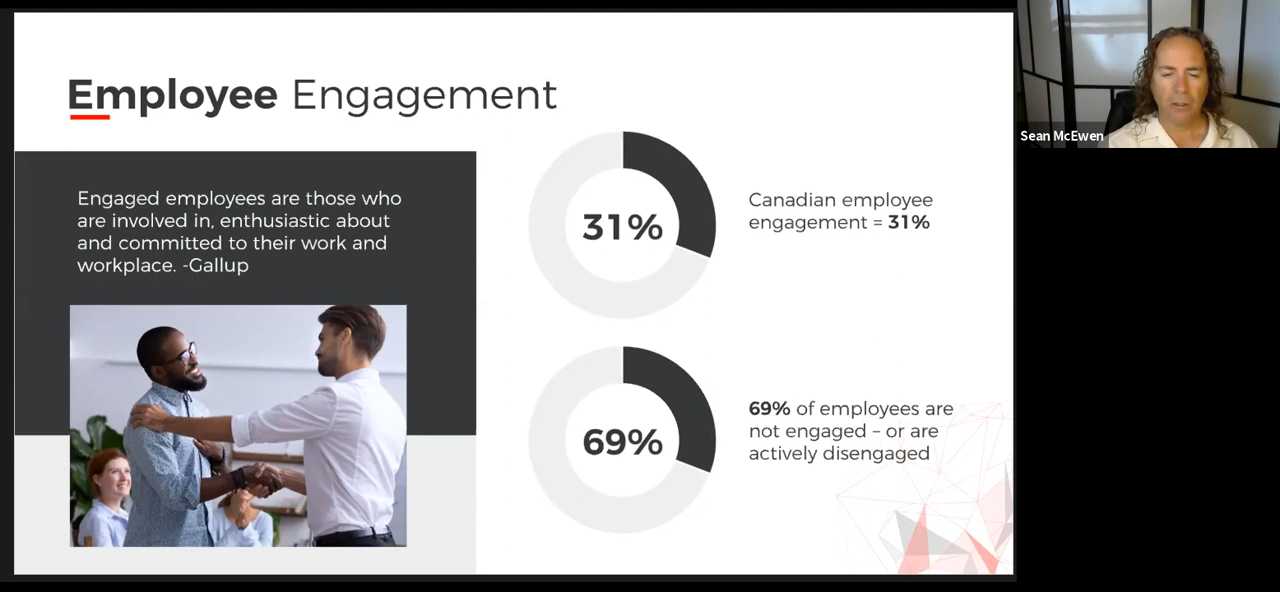 Employee Engagement
Engaged employees are those who
are involved in, enthusiastic about
and committed to their work and
workplace. -Gallup
31%
Canadian employee
engagement = 31%
69%
69% of employees are
not engaged – or are
actively disengaged
Sean McEwen